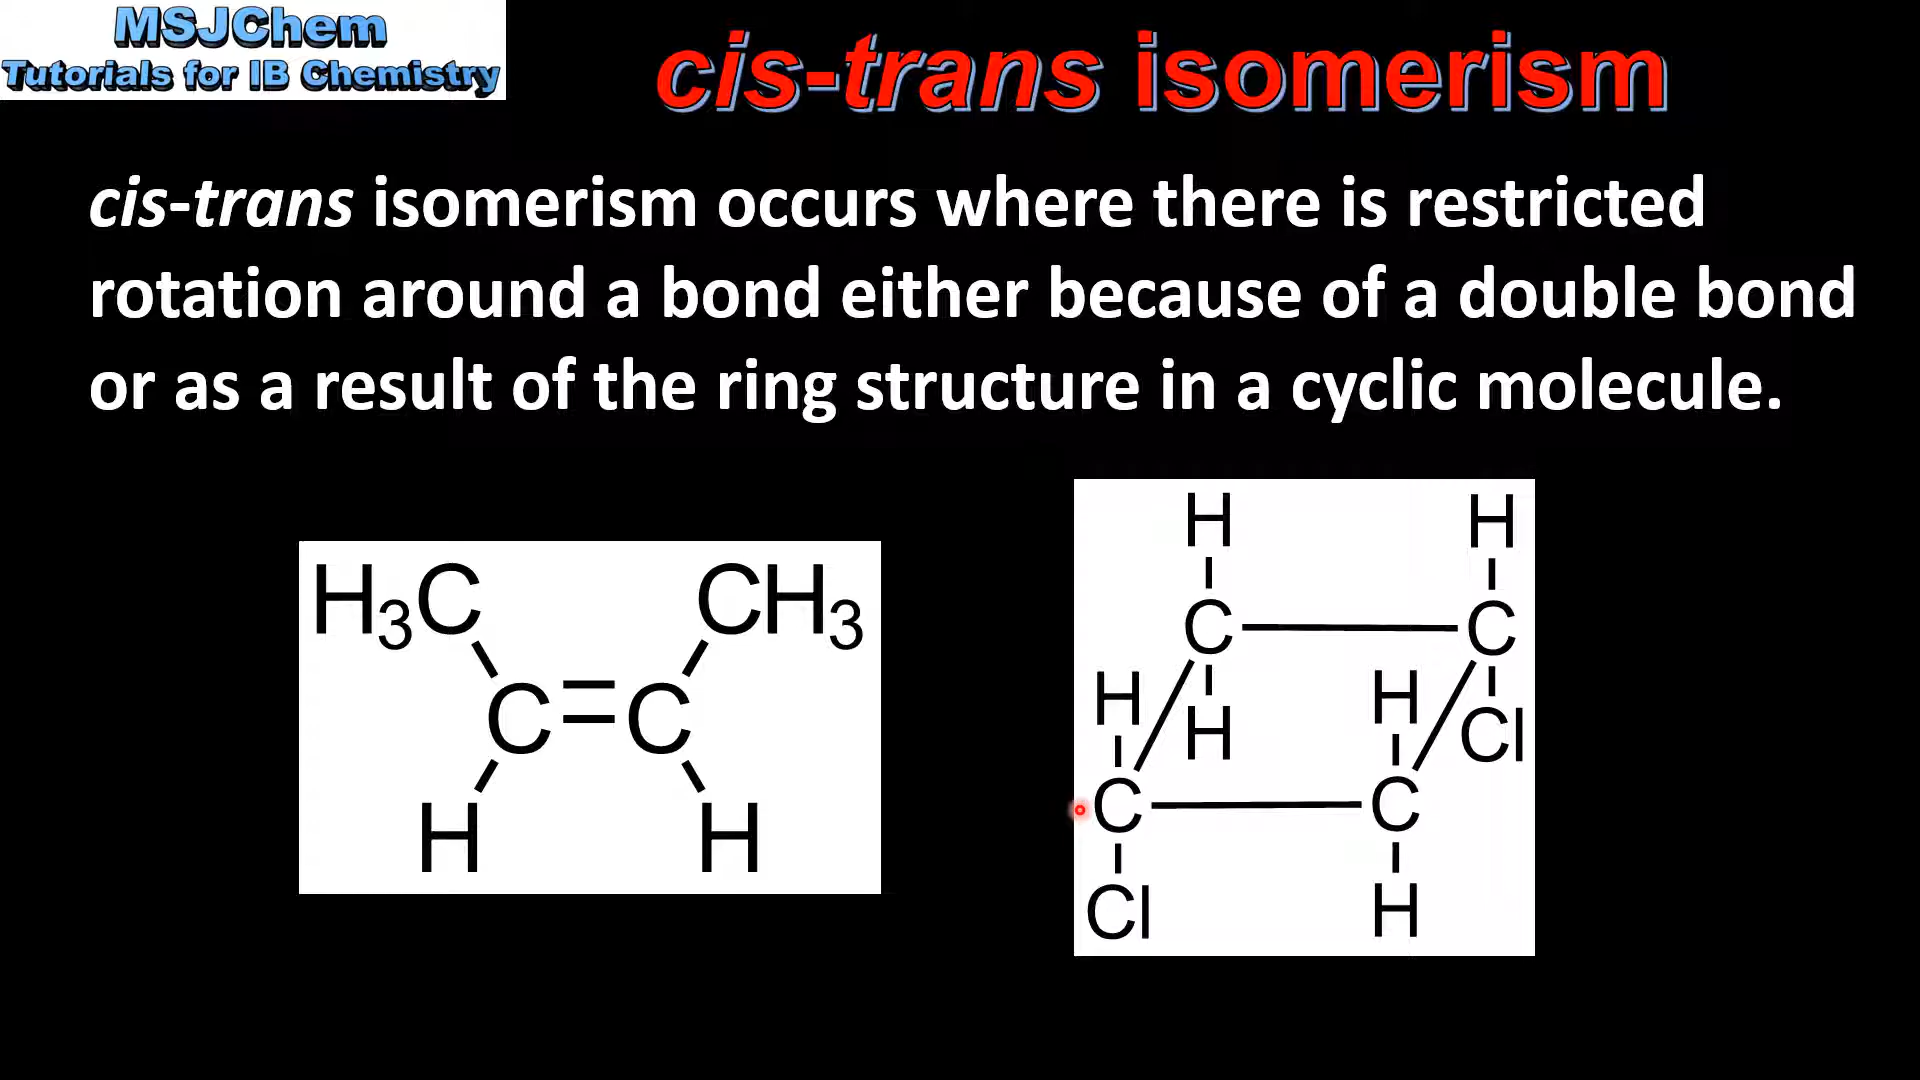 MSJChem
Tutorials for IB Chemistry
cis-trans isomerism
cis-trans isomerism occurs where there is restricted
rotation around a bond either because of a double bond
or as a result of the ring structure in a cyclic molecule.
H₃C CH₃
C=C
H H
H H
C C
H H H Cl
C C
Cl H